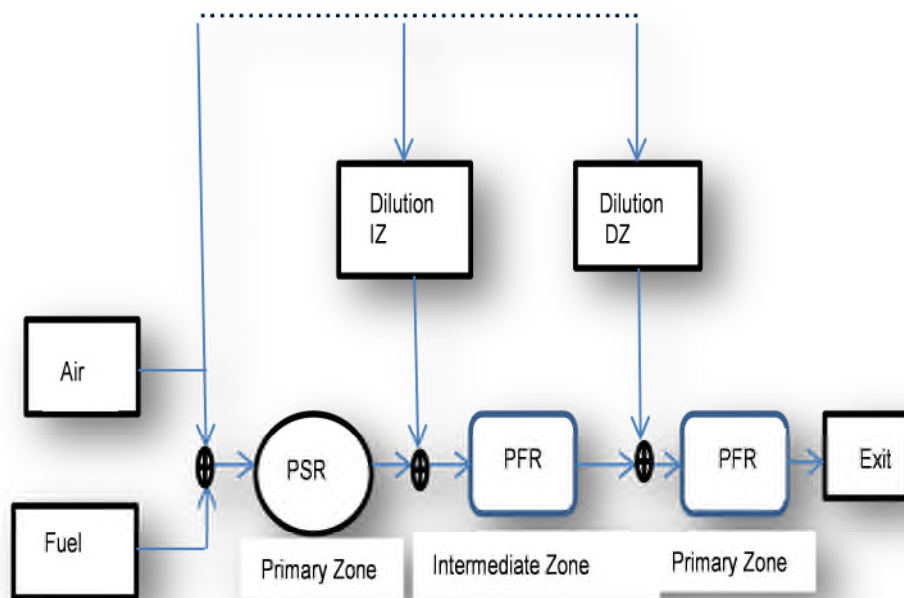 Dilution
IZ
Dilution
DZ
Air
Fuel
PSR
PFR
PFR
Exit
Primary Zone
Intermediate Zone
Primary Zone